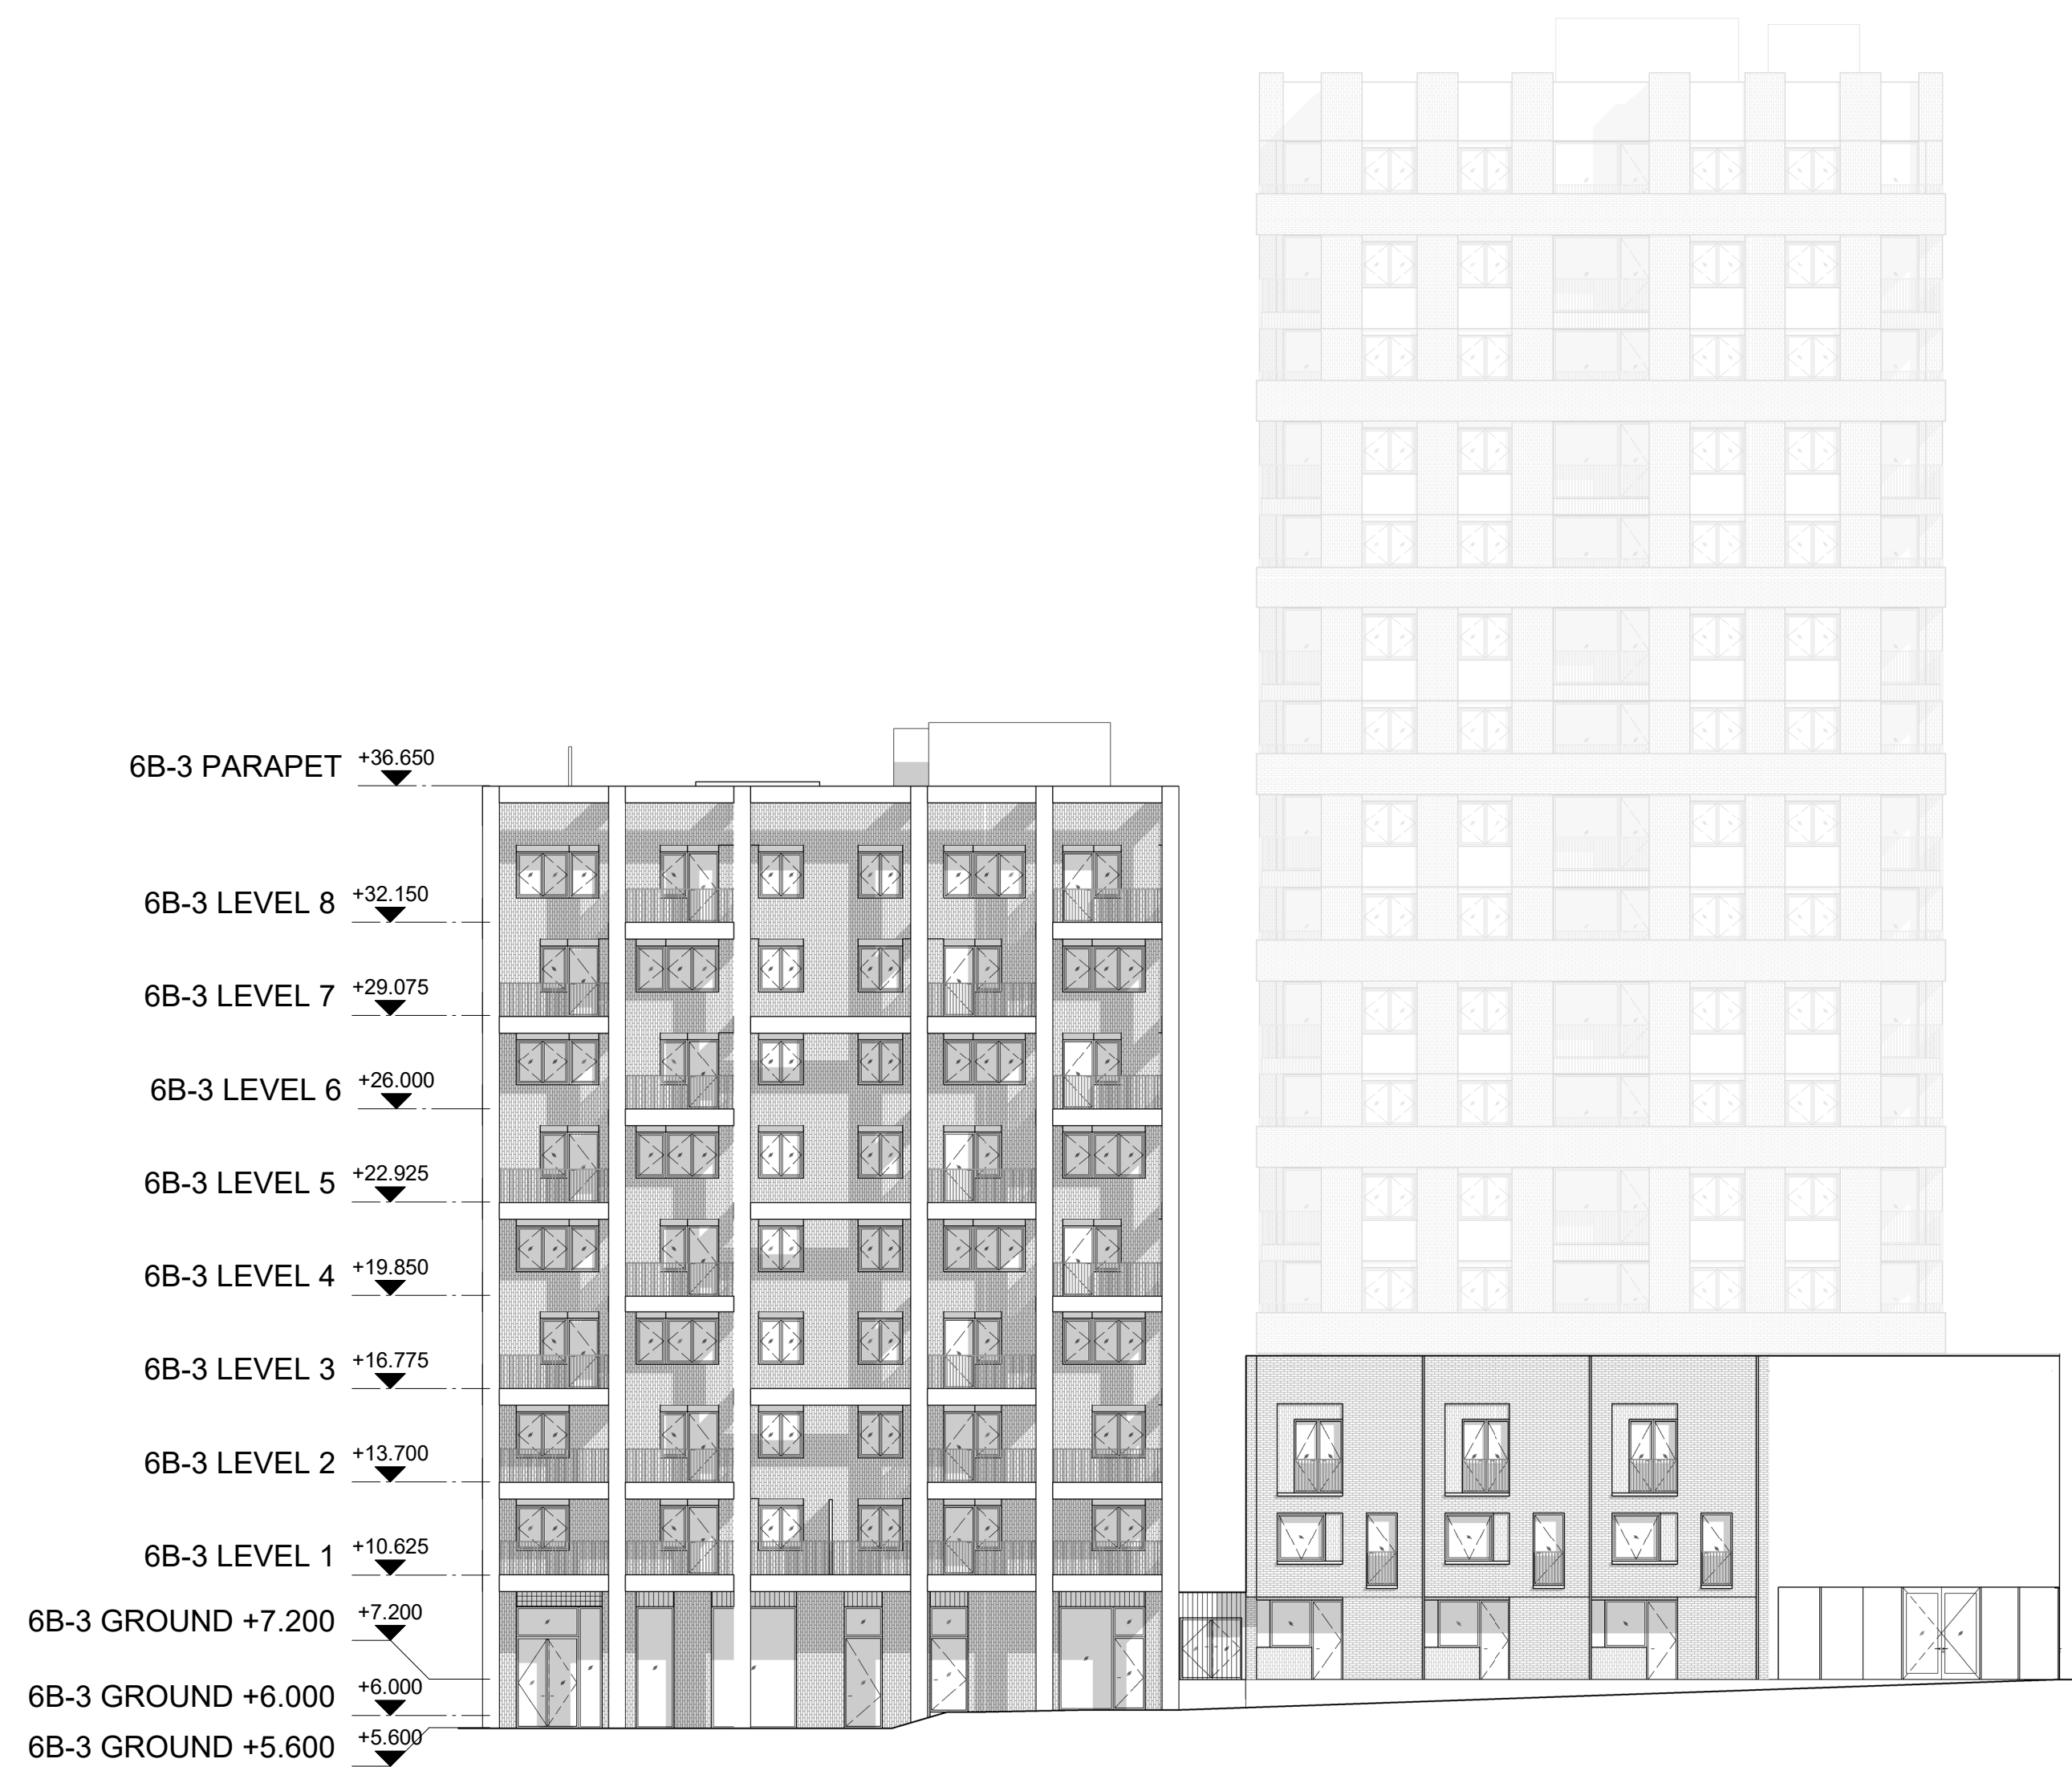 6B-3 PARAPET +36.650
6B-3 LEVEL 8 +32.150
6B-3 LEVEL 7 +29.075
6B-3 LEVEL 6 +26.000
6B-3 LEVEL 5 +22.925
6B-3 LEVEL 4 +19.850
6B-3 LEVEL 3 +16.775
6B-3 LEVEL 2 +13.700
6B-3 LEVEL 1 +10.625
6B-3 GROUND +7.200 +7.200
6B-3 GROUND +6.000 +6.000
6B-3 GROUND +5.600 +5.600